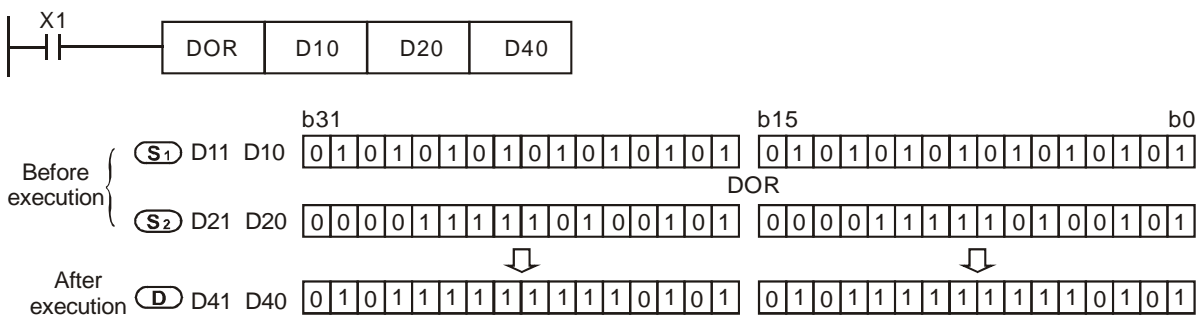 X1
DOR D10 D20 D40
b31 b15 b0
Before execution
S1 D11 D10 0 1 0 1 0 1 0 1 0 1 0 1 0 1 0 1 0 1 0 1 0 1 0 1 0 1 0 1 0 1 0 1
DOR
S2 D21 D20 0 0 0 0 1 1 1 1 1 0 1 0 0 1 0 1 0 0 0 0 1 1 1 1 1 0 1 0 0 1 0 1
After execution
D D41 D40 0 1 0 1 1 1 1 1 1 1 1 1 0 1 0 1 0 1 0 1 1 1 1 1 1 1 1 1 0 1 0 1